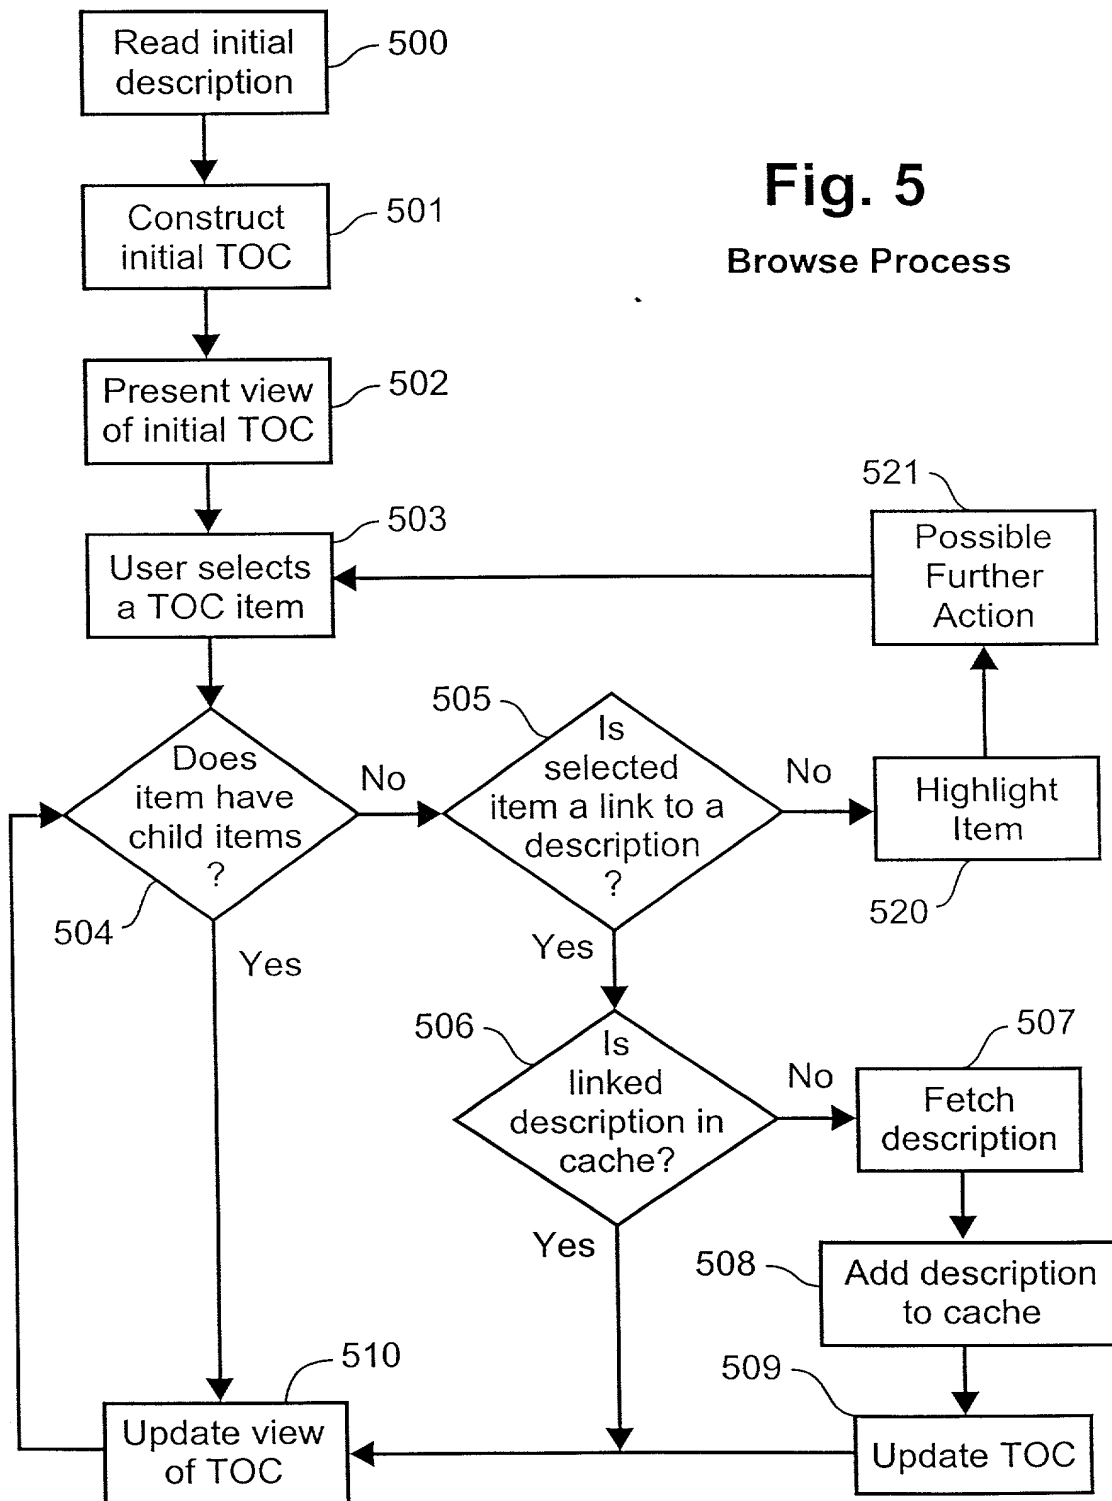 Read initial
description
500
Fig. 5
Browse Process
Construct
initial TOC
501
Present view
of initial TOC
502
User selects
a TOC item
503
521
Possible
Further
Action
Does
item have
child items
?
504
No
Yes
505
Is
selected
item a link to a
description
?
No
Yes
Highlight
Item
520
506
Is
linked
description in
cache?
No
Yes
507
Fetch
description
508
Add description
to cache
509
Update TOC
510
Update view
of TOC